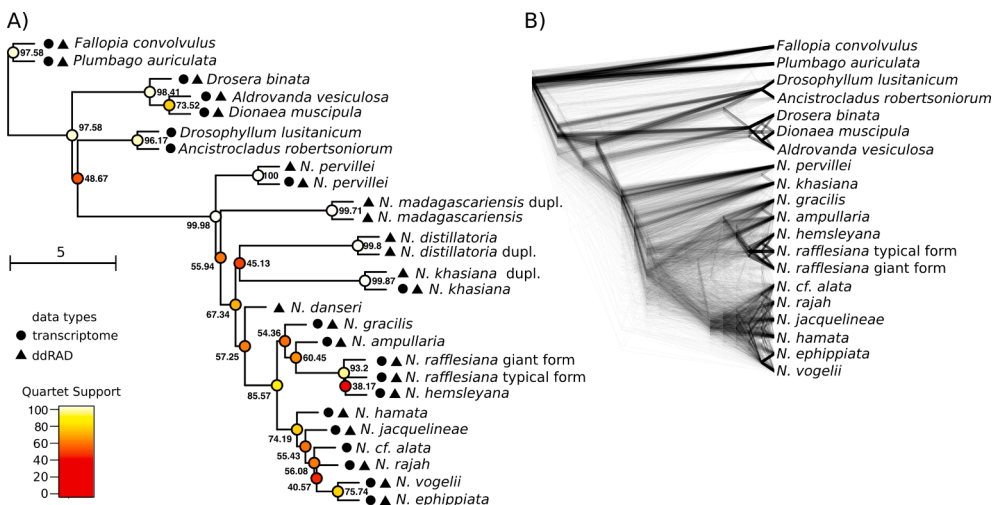 A)
97.58
Fallopia convolvulus
Plumbago auriculata
Drosera binata
98.41
Aldrovanda vesiculosa
73.52
Dionaea muscipula
97.58
Drosophyllum lusitanicum
96.17
Ancistrocladus robertsoniorum
48.67
N. pervillei
100
N. pervillei
N. madagascariensis dupl.
99.71
N. madagascariensis
99.98
N. distillatoria
99.8
N. distillatoria dupl.
55.94
45.13
N. khasiana dupl.
99.87
N. khasiana
67.34
N. danseri
N. gracilis
54.36
N. ampullaria
57.25
60.45
N. rafflesiana giant form
93.2
N. rafflesiana typical form
85.57
38.17
N. hemsleyana
N. hamata
74.19
N. jacquelineae
55.43
N. cf. alata
56.08
N. rajah
40.57
N. vogelii
75.74
N. ephippiata
5
data types
transcriptome
ddRAD
Quartet Support
100
80
60
40
20
0
B)
Fallopia convolvulus
Plumbago auriculata
Drosophyllum lusitanicum
Ancistrocladus robertsoniorum
Drosera binata
Dionaea muscipula
Aldrovanda vesiculosa
N. pervillei
N. khasiana
N. gracilis
N. ampullaria
N. hemsleyana
N. rafflesiana typical form
N. rafflesiana giant form
N. cf. alata
N. rajah
N. jacquelineae
N. hamata
N. ephippiata
N. vogelii